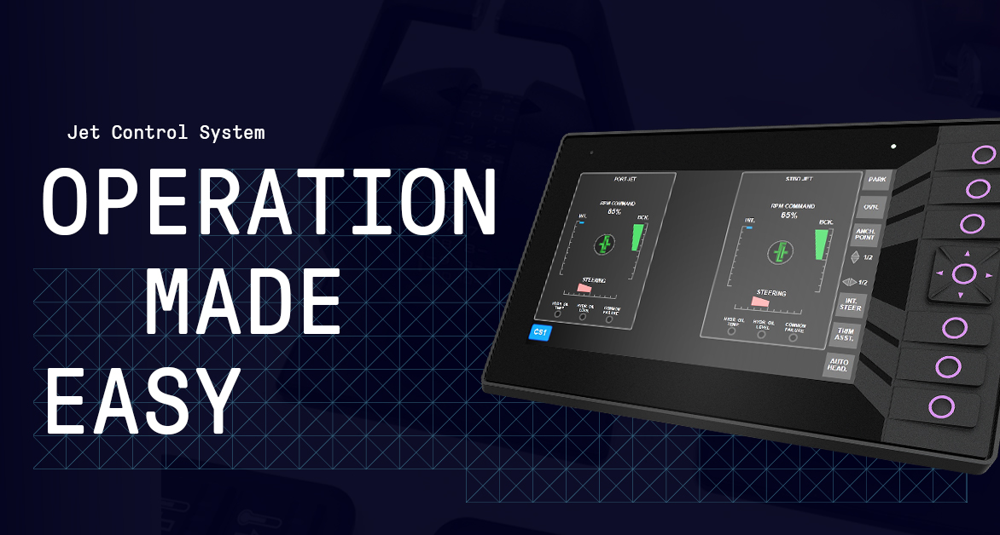 Jet Control System
OPERATION
MADE
EASY
PORT JET
RPM COMMAND
65%
BCK.
STEERING
HYDR. OIL
TEMP.
HYDR. OIL
LEVEL
COMMON
FAILURE
CS1
STBD JET
RPM COMMAND
65%
INT.
BCK.
STEERING
HYDR. OIL
TEMP.
HYDR. OIL
LEVEL
COMMON
FAILURE
PARK
OVR.
ANCH.
POINT
1/2
1/2
INT.
STEER
TRIM
ASST.
AUTO
HEAD.